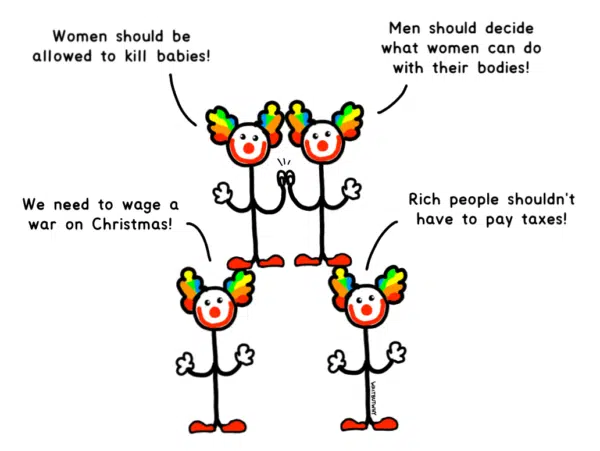 Women should be
allowed to kill babies!
Men should decide
what women can do
with their bodies!
We need to wage a
war on Christmas!
Rich people shouldn't
have to pay taxes!
WAITBUTWHY